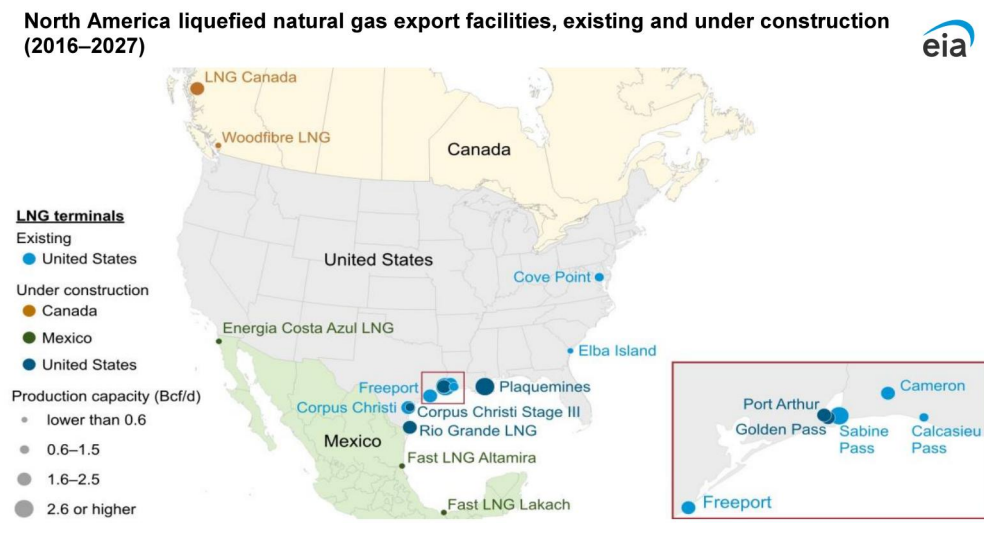 North America liquefied natural gas export facilities, existing and under construction
(2016–2027)
eia
LNG Canada
Woodfibre LNG
Canada
LNG terminals
Existing
United States
Under construction
Canada
Mexico
United States
Production capacity (Bcf/d)
lower than 0.6
0.6–1.5
1.6–2.5
2.6 or higher
United States
Cove Point
Energia Costa Azul LNG
Elba Island
Freeport
Plaquemines
Corpus Christi
Corpus Christi Stage III
Rio Grande LNG
Mexico
Fast LNG Altamira
Fast LNG Lakach
Cameron
Port Arthur
Golden Pass
Sabine
Pass
Calcasieu
Pass
Freeport